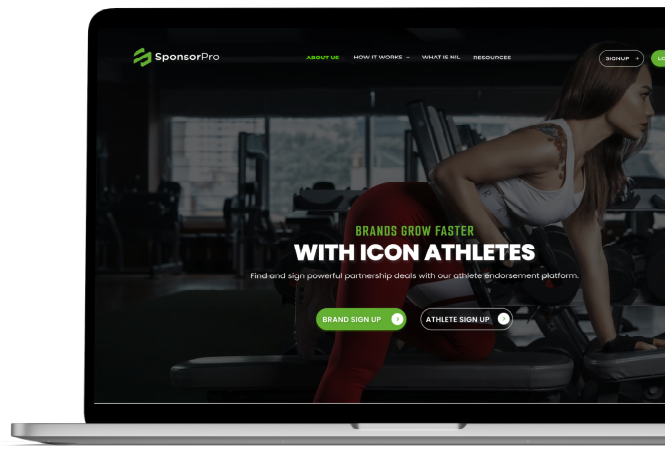 SponsorPro
ABOUT US HOW IT WORKS WHAT IS NIL RESOURCES
SIGNUP
BRANDS GROW FASTER
WITH ICON ATHLETES
Find and sign powerful partnership deals with our athlete endorsement platform.
BRAND SIGN UP ATHLETE SIGN UP